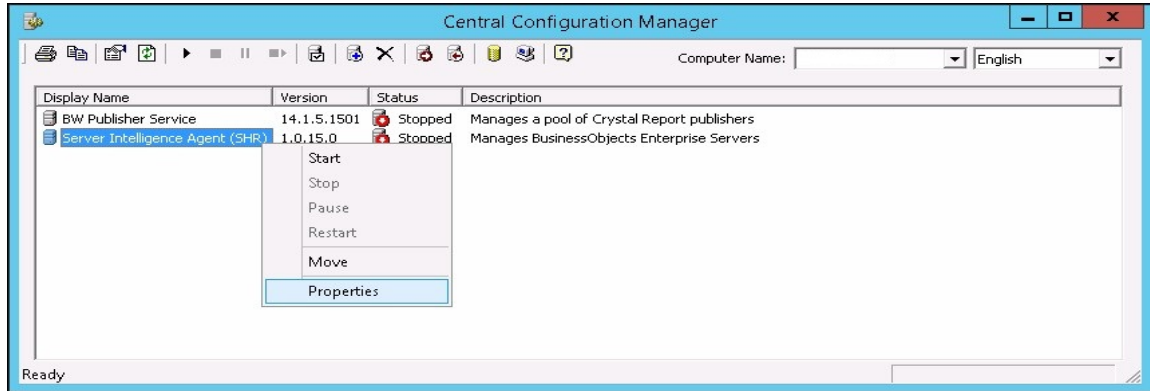 Central Configuration Manager
Computer Name: English
Display Name Version Status Description
BW Publisher Service 14.1.5.1501 Stopped Manages a pool of Crystal Report publishers
Server Intelligence Agent (SHR) 1.0.15.0 Stopped Manages BusinessObjects Enterprise Servers
Start
Stop
Pause
Restart
Move
Properties
Ready